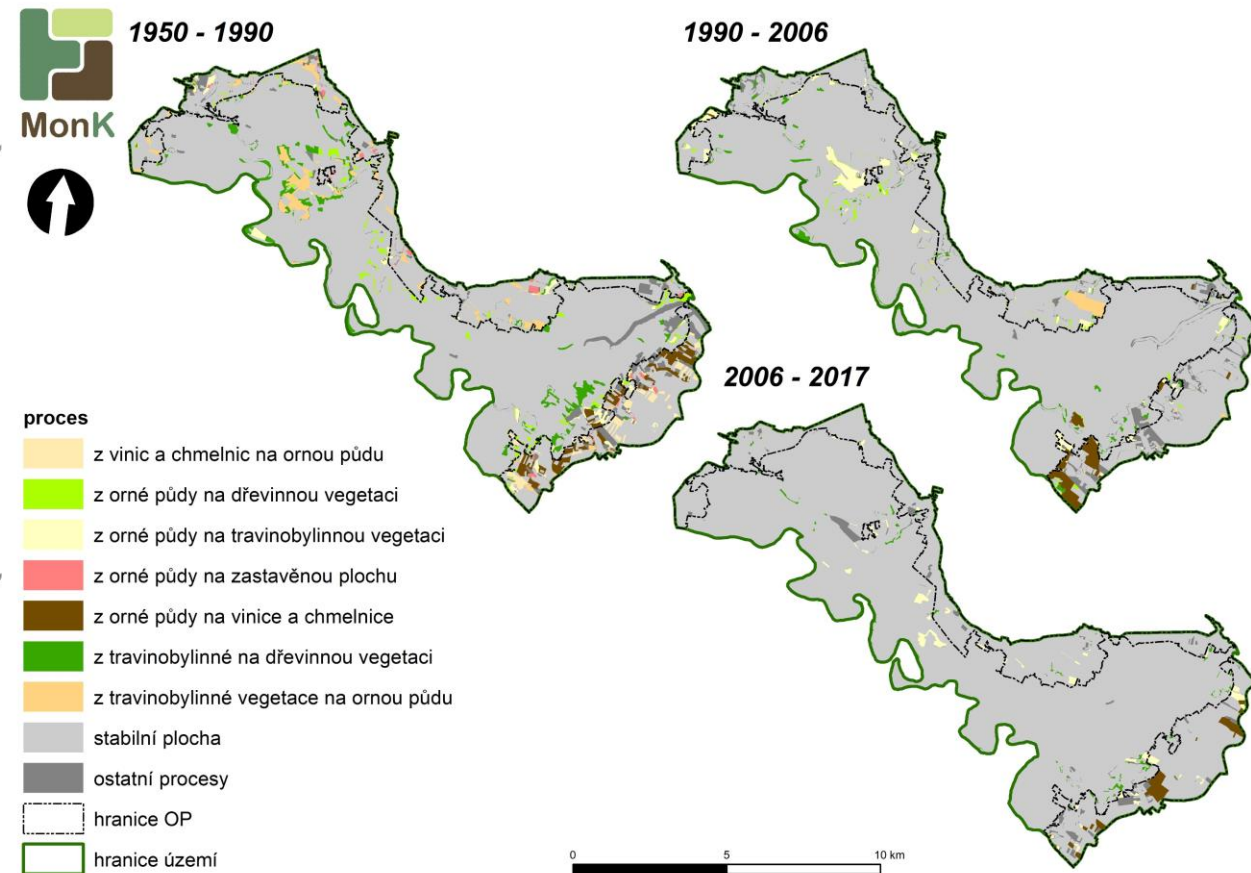 1950 - 1990
1990 - 2006
MonK
2006 - 2017
proces
z vinic a chmelnic na ornou půdu
z orné půdy na dřevinnou vegetaci
z orné půdy na travinobylinnou vegetaci
z orné půdy na zastavěnou plochu
z orné půdy na vinice a chmelnice
z travinobylinné na dřevinnou vegetaci
z travinobylinné vegetace na ornou půdu
stabilní plocha
ostatní procesy
hranice OP
hranice území
0 5 10 km